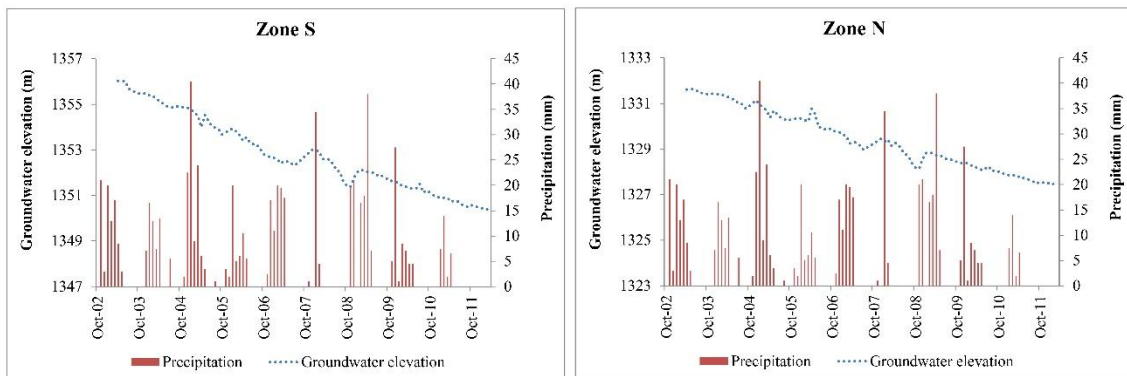 Zone S
Groundwater elevation (m)
1357
1355
1353
1351
1349
1347
45
40
35
30
25
20
15
10
5
0
Precipitation (mm)
Oct-02
Oct-03
Oct-04
Oct-05
Oct-06
Oct-07
Oct-08
Oct-09
Oct-10
Oct-11
Precipitation
Groundwater elevation
Zone N
Groundwater elevation (m)
1333
1331
1329
1327
1325
1323
45
40
35
30
25
20
15
10
5
0
Precipitation (mm)
Oct-02
Oct-03
Oct-04
Oct-05
Oct-06
Oct-07
Oct-08
Oct-09
Oct-10
Oct-11
Precipitation
Groundwater elevation